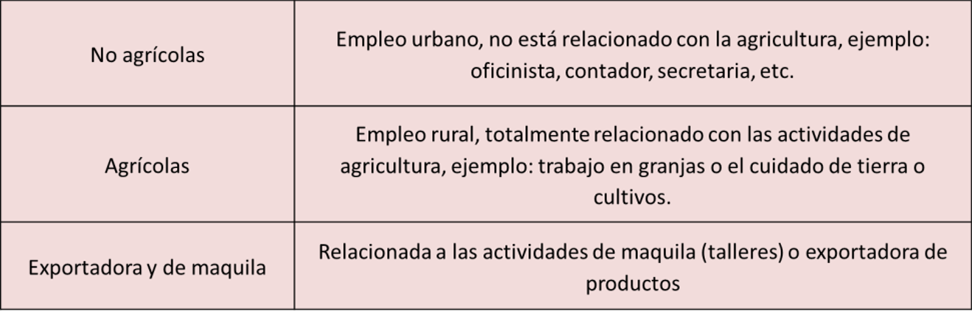 No agrícolas
Empleo urbano, no está relacionado con la agricultura, ejemplo:
oficinista, contador, secretaria, etc.
Agrícolas
Empleo rural, totalmente relacionado con las actividades de
agricultura, ejemplo: trabajo en granjas o el cuidado de tierra o
cultivos.
Exportadora y de maquila
Relacionada a las actividades de maquila (talleres) o exportadora de
productos